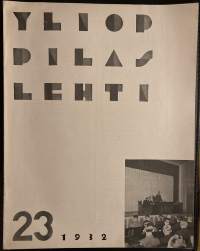 YLIOP
PILAS
LEHTI
23 1932